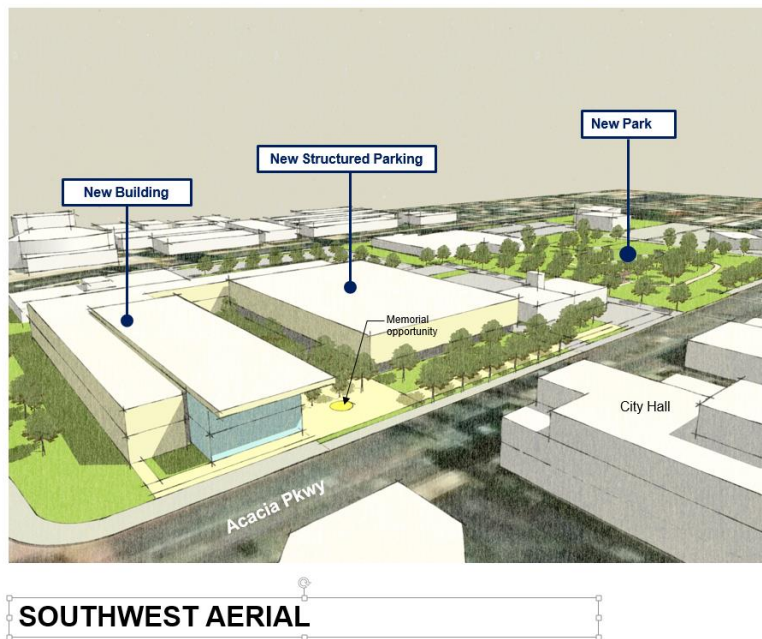 New Park
New Structured Parking
New Building
Memorial
opportunity
City Hall
Acacia Pkwy
SOUTHWEST AERIAL